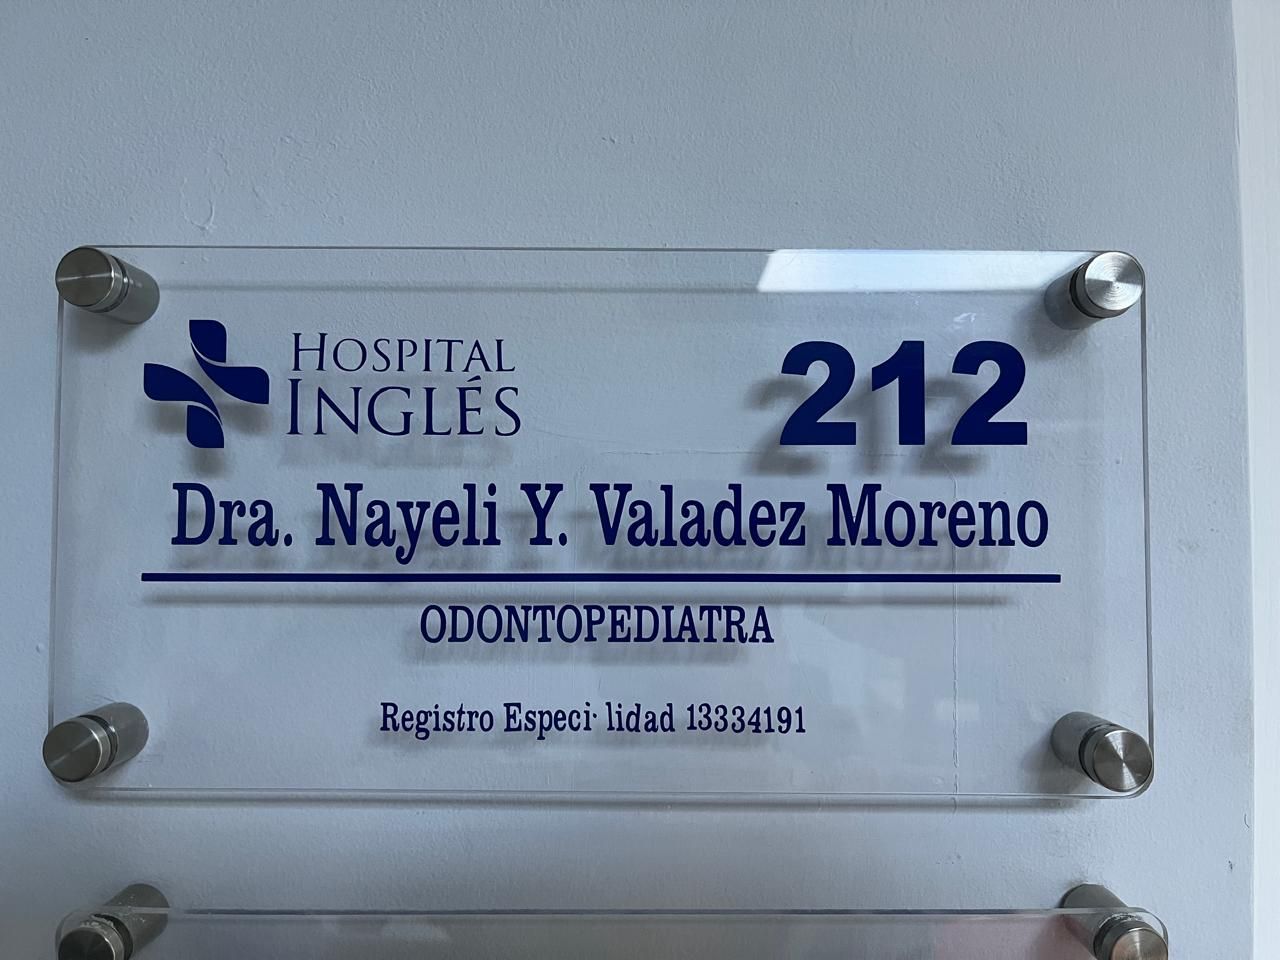 HOSPITAL
INGLÉS
212
Dra. Nayeli Y. Valadez Moreno
ODONTOPEDIATRA
Registro Especi· lidad 13334191